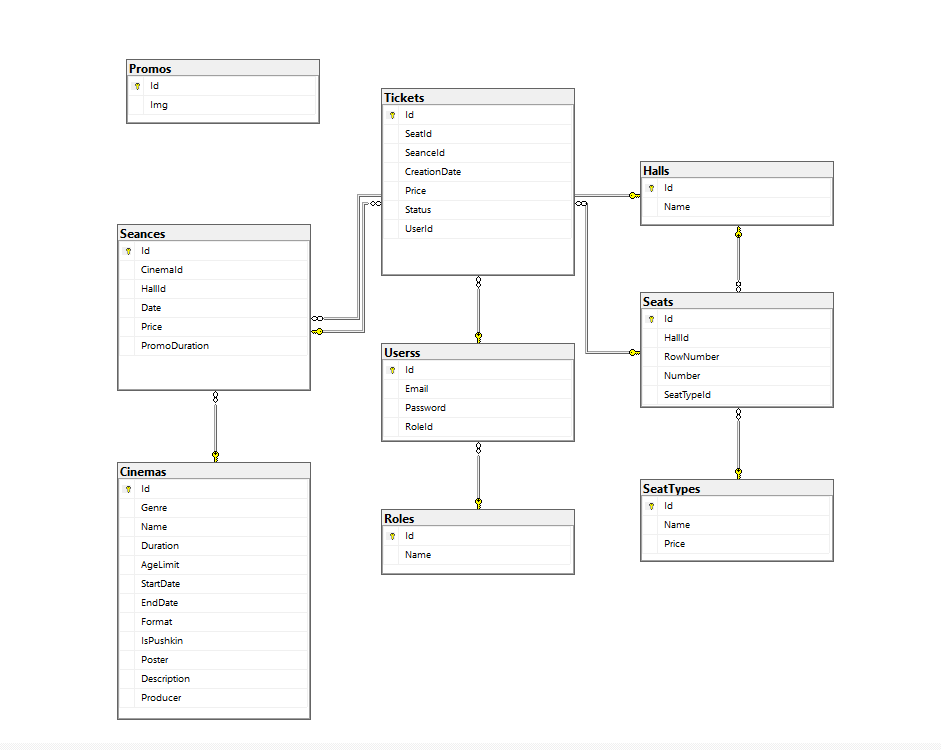 Promos
Id
Img
Tickets
Id
SeatId
SeanceId
CreationDate
Price
Status
UserId
Halls
Id
Name
Seances
Id
CinemaId
HallId
Date
Price
PromoDuration
Seats
Id
HallId
RowNumber
Number
SeatTypeId
Userss
Id
Email
Password
RoleId
Cinemas
Id
Genre
Name
Duration
AgeLimit
StartDate
EndDate
Format
IsPushkin
Poster
Description
Producer
Roles
Id
Name
SeatTypes
Id
Name
Price